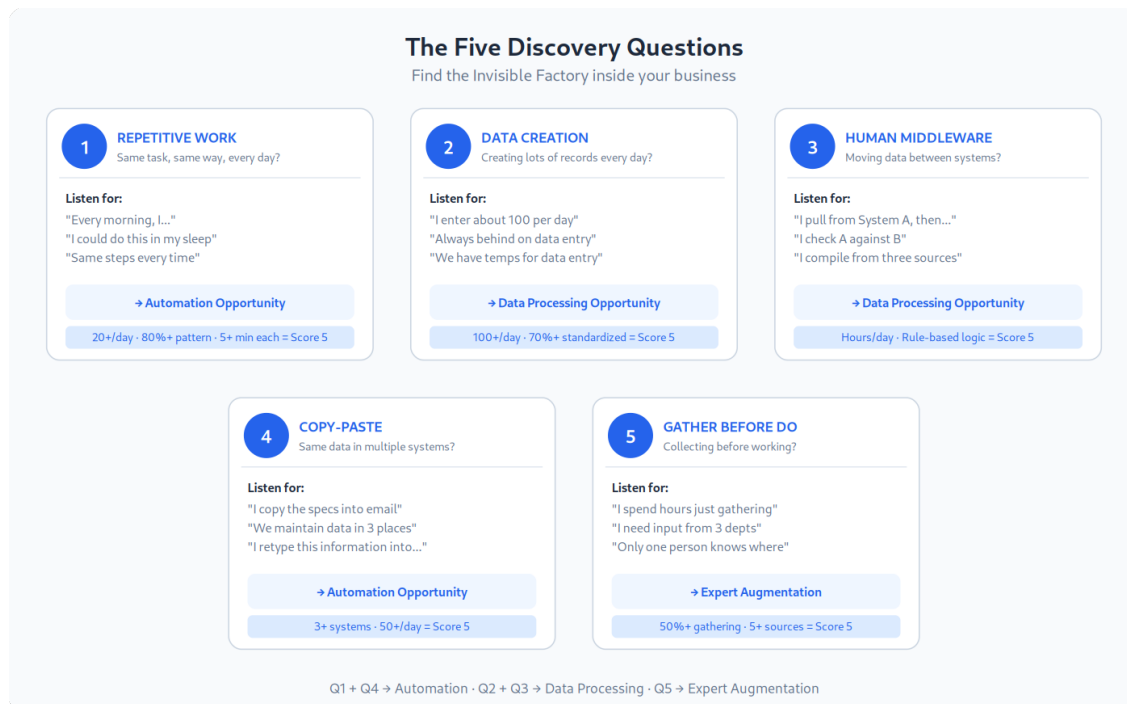 The Five Discovery Questions
Find the Invisible Factory inside your business
1
REPETITIVE WORK
Same task, same way, every day?
Listen for:
"Every morning, I..."
"I could do this in my sleep"
"Same steps every time"
→ Automation Opportunity
20+/day · 80%+ pattern · 5+ min each = Score 5
2
DATA CREATION
Creating lots of records every day?
Listen for:
"I enter about 100 per day"
"Always behind on data entry"
"We have temps for data entry"
→ Data Processing Opportunity
100+/day · 70%+ standardized = Score 5
3
HUMAN MIDDLEWARE
Moving data between systems?
Listen for:
"I pull from System A, then..."
"I check A against B"
"I compile from three sources"
→ Data Processing Opportunity
Hours/day · Rule-based logic = Score 5
4
COPY-PASTE
Same data in multiple systems?
Listen for:
"I copy the specs into email"
"We maintain data in 3 places"
"I retype this information into..."
→ Automation Opportunity
3+ systems · 50+/day = Score 5
5
GATHER BEFORE DO
Collecting before working?
Listen for:
"I spend hours just gathering"
"I need input from 3 depts"
"Only one person knows where"
→ Expert Augmentation
50%+ gathering · 5+ sources = Score 5
Q1 + Q4 → Automation · Q2 + Q3 → Data Processing · Q5 → Expert Augmentation